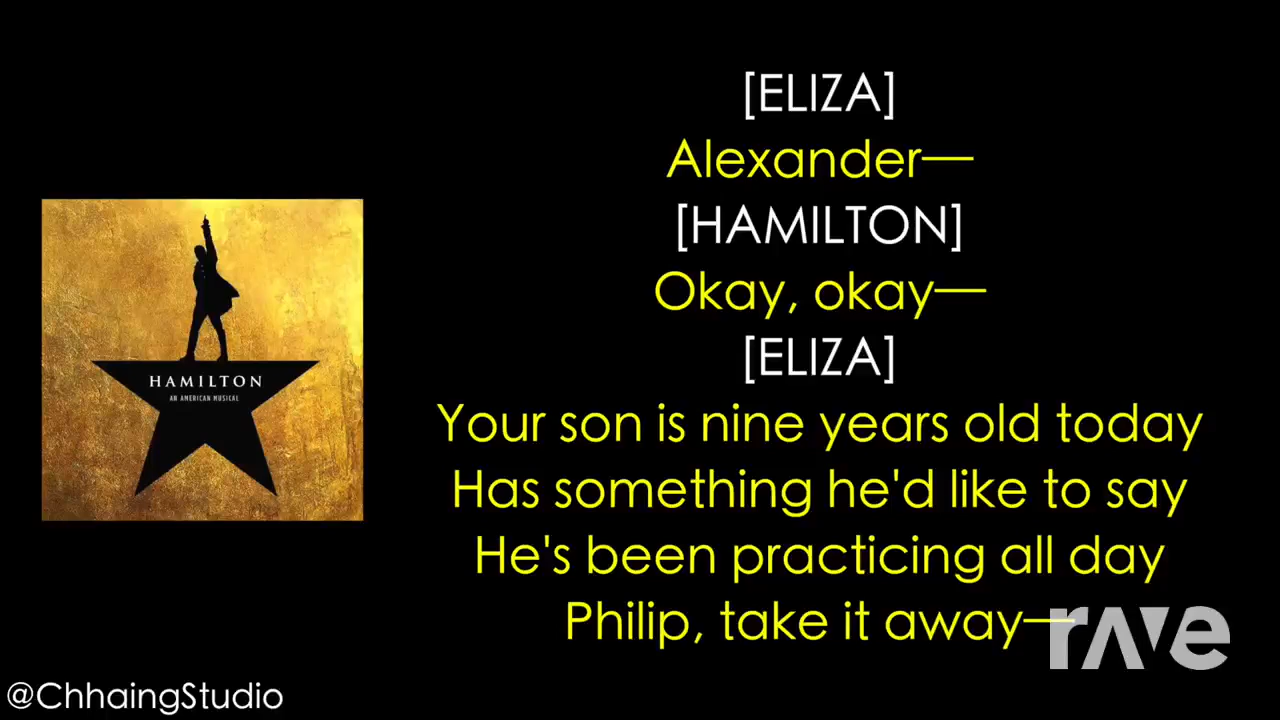 [ELIZA]
Alexander—
[HAMILTON]
Okay, okay—
[ELIZA]
Your son is nine years old today
Has something he'd like to say
He's been practicing all day
Philip, take it away—
HAMILTON
AN AMERICAN MUSICAL
rave
@ChhaingStudio